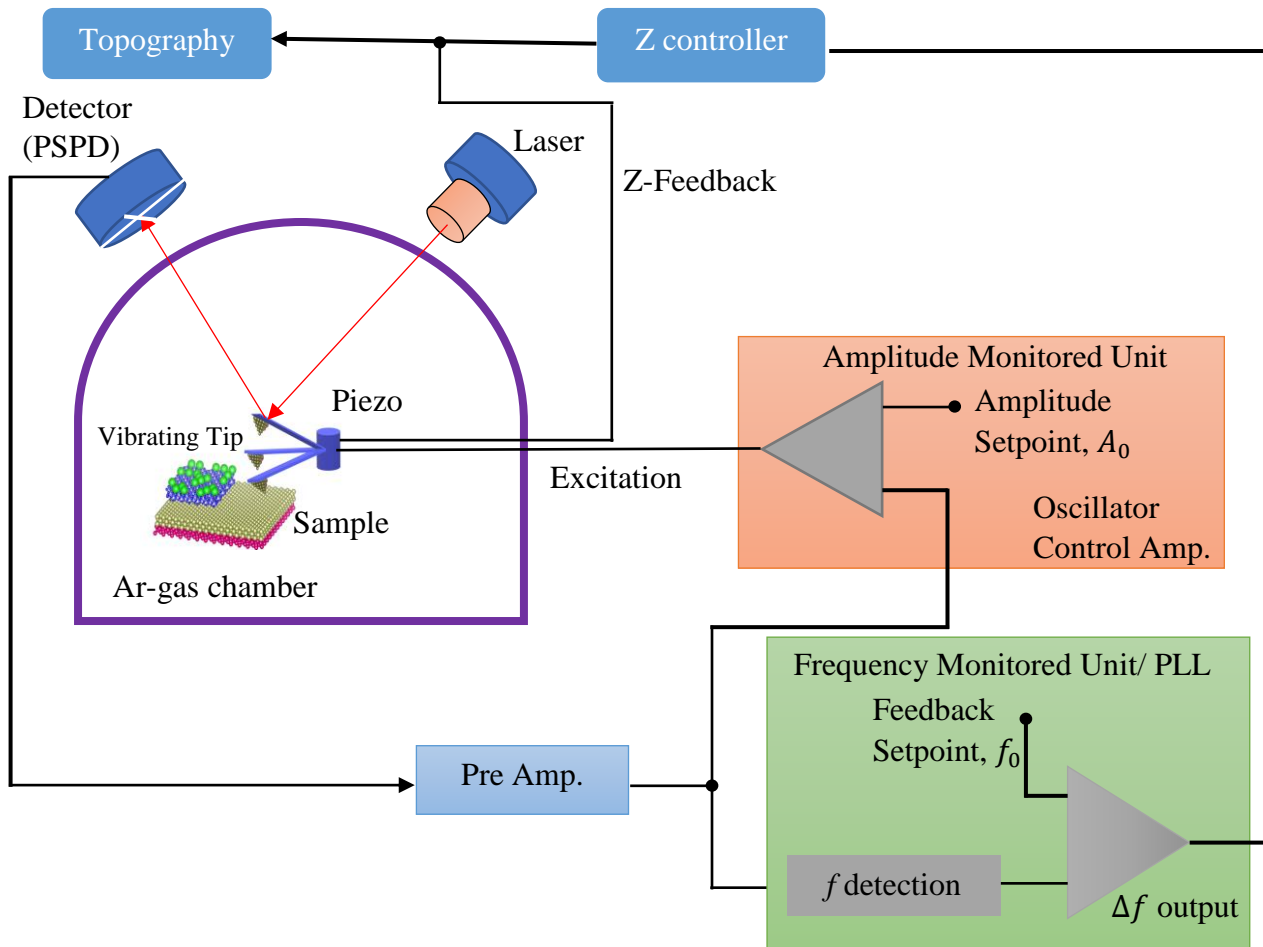 Topography
Z controller
Detector
(PSPD)
Laser
Z-Feedback
Piezo
Vibrating Tip
Sample
Ar-gas chamber
Excitation
Amplitude Monitored Unit
Amplitude
Setpoint, A₀
Oscillator
Control Amp.
Pre Amp.
Frequency Monitored Unit/ PLL
Feedback
Setpoint, f₀
f detection
Δf output